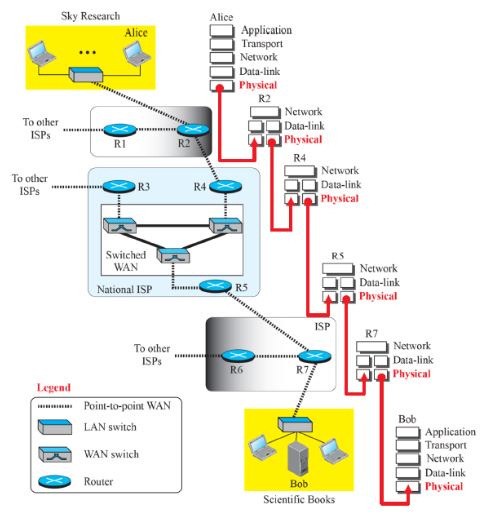 Sky Research
Alice
Alice
Application
Transport
Network
Data-link
Physical
R2
Network
Data-link
Physical
To other
ISPs
R1
R2
R4
Network
Data-link
Physical
To other
ISPs
R3
R4
Switched
WAN
National ISP
R5
R5
Network
Data-link
Physical
ISP
To other
ISPs
R6
R7
R7
Network
Data-link
Physical
Legend
Point-to-point WAN
LAN switch
WAN switch
Router
Bob
Scientific Books
Bob
Application
Transport
Network
Data-link
Physical